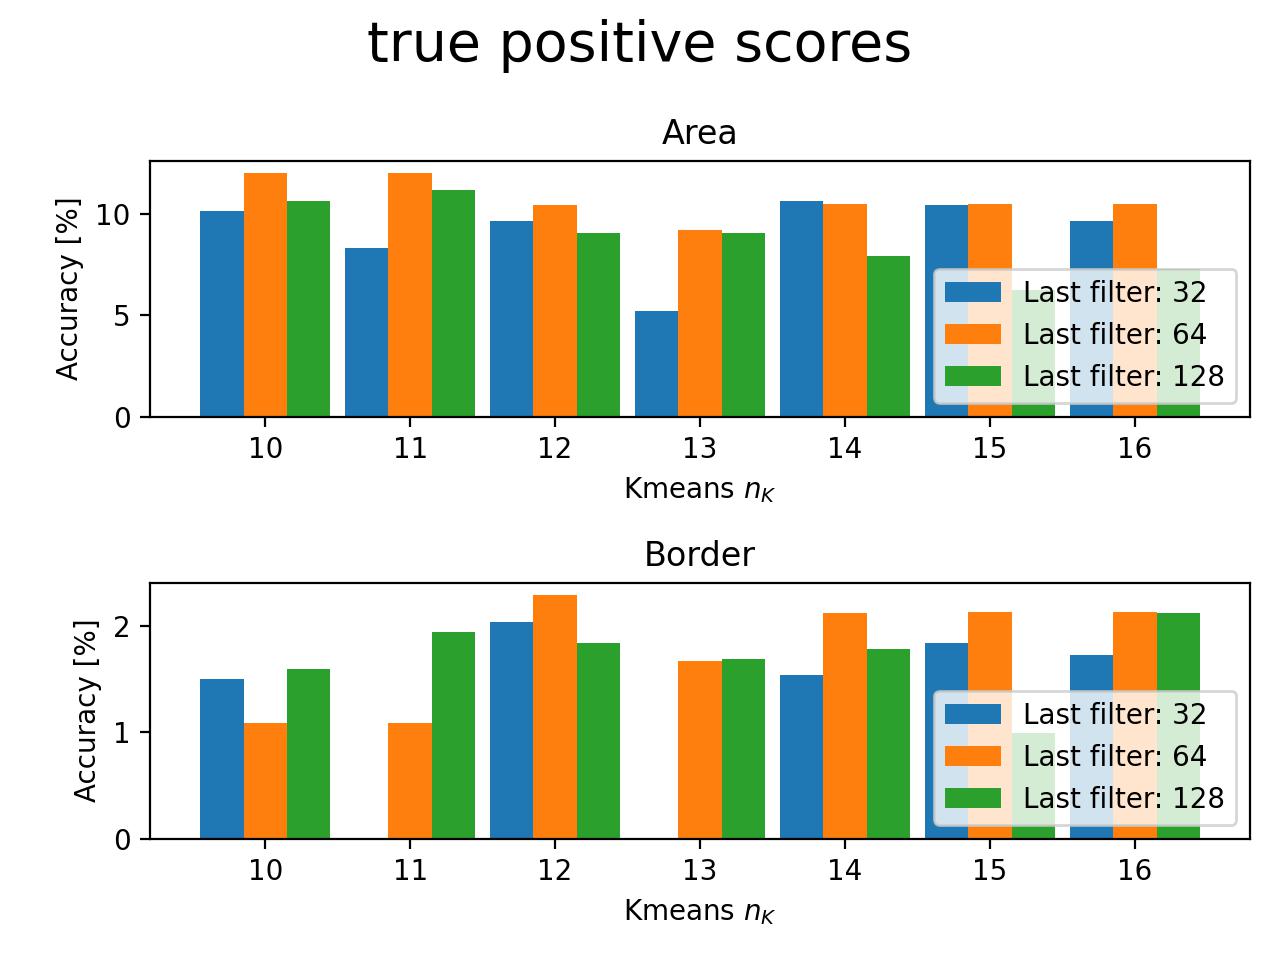 true positive scores
Area
Accuracy [%]
10
5
0
Last filter: 32
Last filter: 64
Last filter: 128
10 11 12 13 14 15 16
Kmeans n_K
Border
Accuracy [%]
2
1
0
Last filter: 32
Last filter: 64
Last filter: 128
10 11 12 13 14 15 16
Kmeans n_K